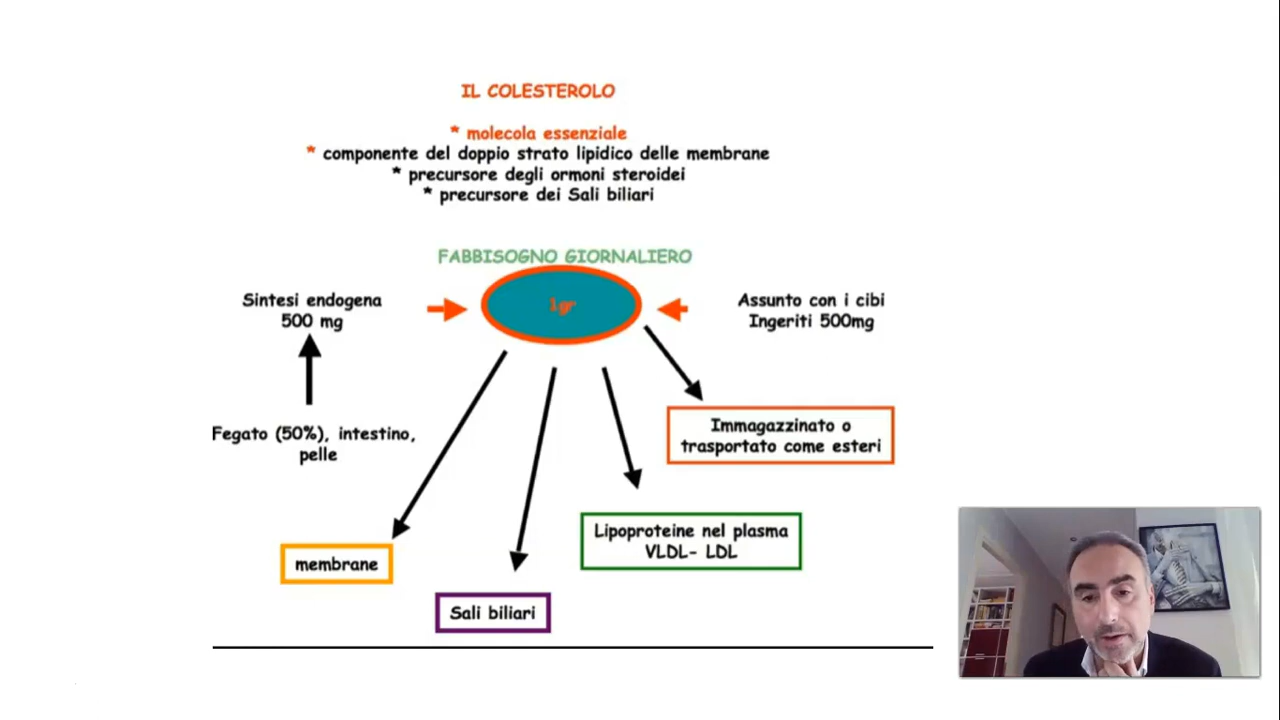 IL COLESTEROLO
* molecola essenziale
* componente del doppio strato lipidico delle membrane
* precursore degli ormoni steroidei
* precursore dei Sali biliari
FABBISOGNO GIORNALIERO
Sintesi endogena
500 mg
1gr
Assunto con i cibi
Ingeriti 500mg
Fegato (50%), intestino,
pelle
Immagazzinato o
trasportato come esteri
Lipoproteine nel plasma
VLDL- LDL
membrane
Sali biliari